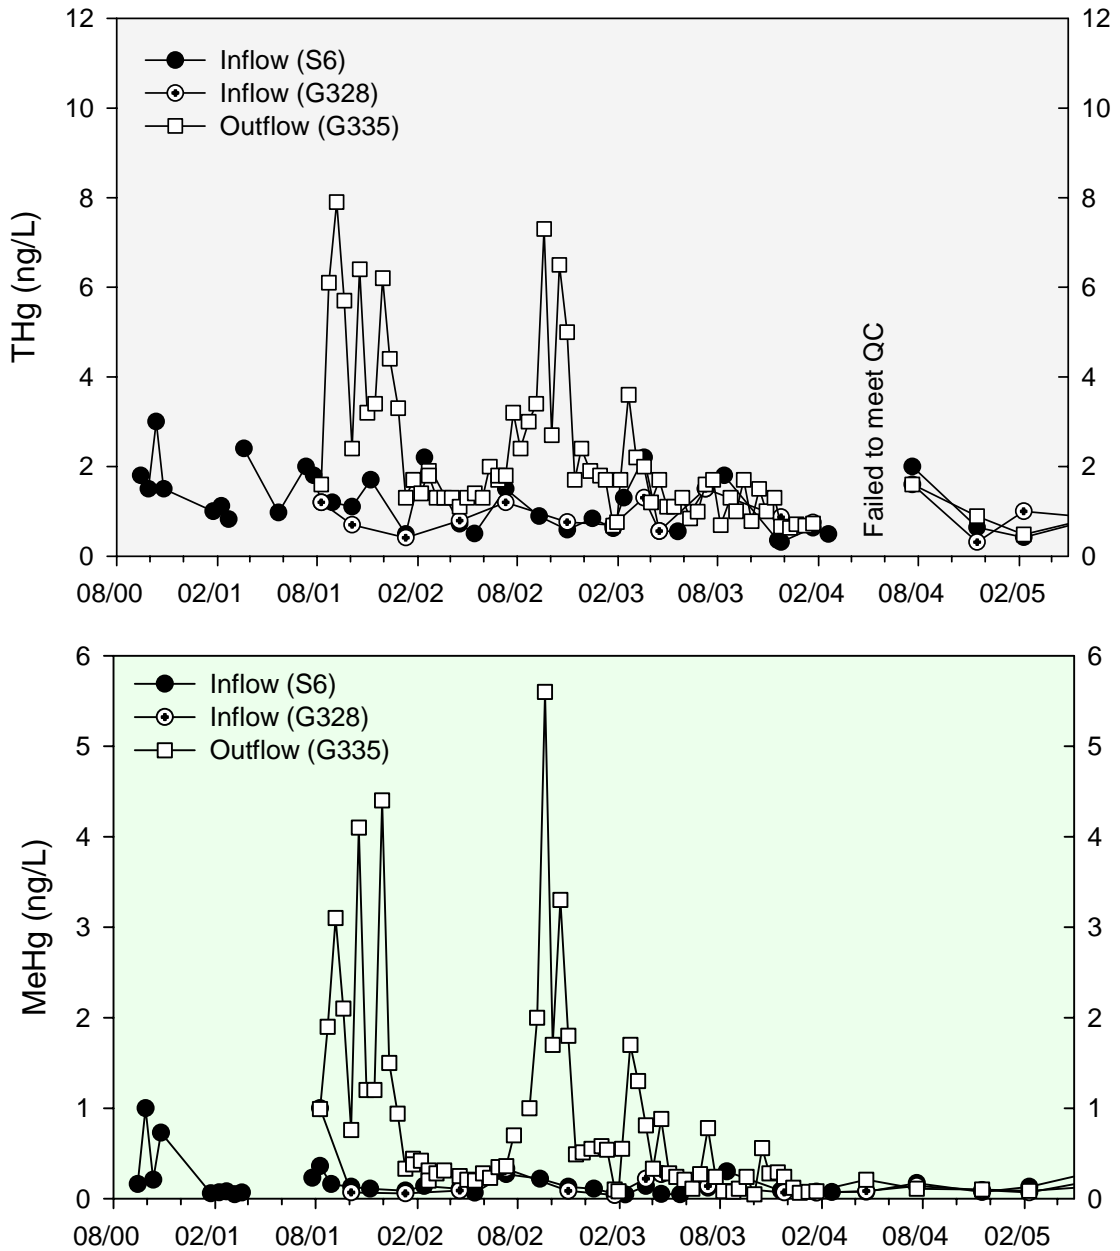 12 12
Inflow (S6)
Inflow (G328)
Outflow (G335)
10 10
8 8
6 6
4 4
2 2
0 0
THg (ng/L)
Failed to meet QC
08/00 02/01 08/01 02/02 08/02 02/03 08/03 02/04 08/04 02/05
6 6
Inflow (S6)
Inflow (G328)
Outflow (G335)
5 5
4 4
3 3
2 2
1 1
0 0
MeHg (ng/L)
08/00 02/01 08/01 02/02 08/02 02/03 08/03 02/04 08/04 02/05